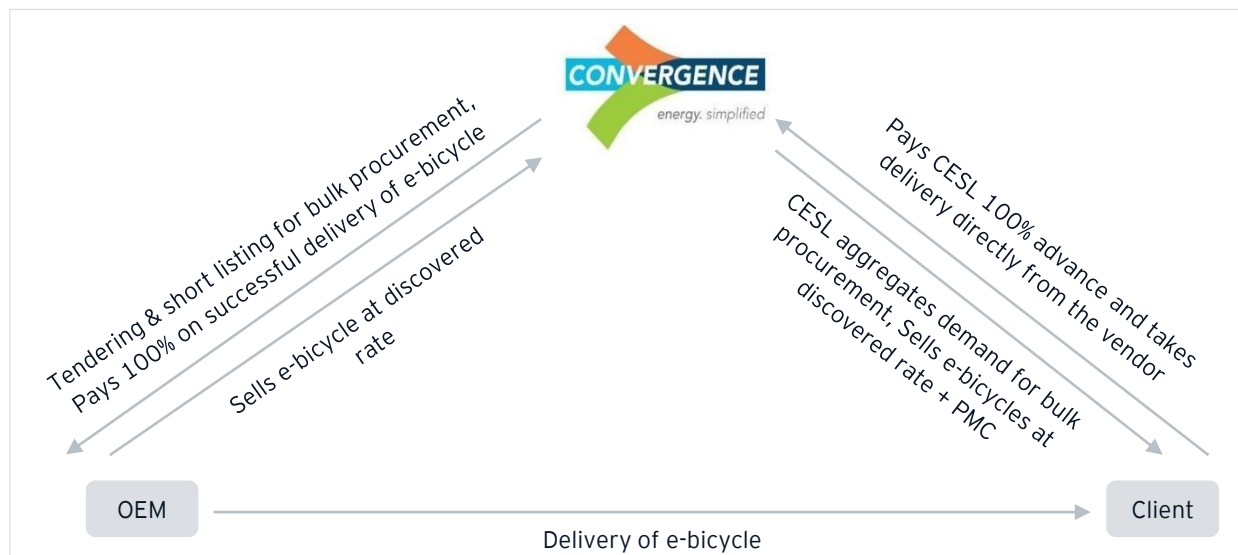 CONVERGENCE
energy. simplified
Tendering & short listing for bulk procurement,
Pays 100% on successful delivery of e-bicycle
Sells e-bicycle at discovered
rate
Pays CESL 100% advance and takes
delivery directly from the vendor
CESL aggregates demand for bulk
procurement, Sells e-bicycles at
discovered rate + PMC
OEM
Client
Delivery of e-bicycle